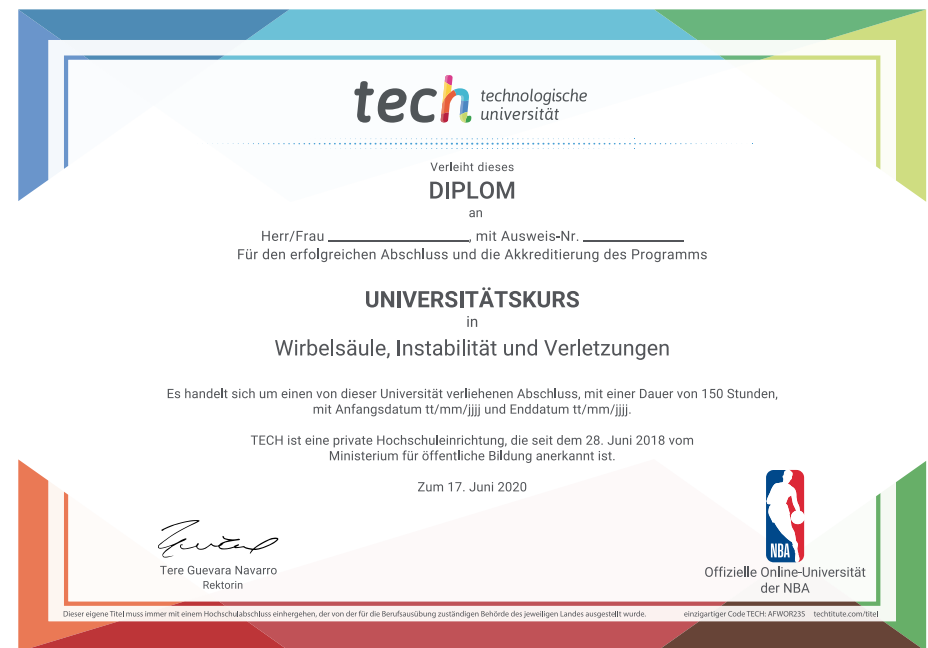 tech technologische
universität
Verleiht dieses
DIPLOM
an
Herr/Frau ____________, mit Ausweis-Nr. ____________
Für den erfolgreichen Abschluss und die Akkreditierung des Programms
UNIVERSITÄTSKURS
in
Wirbelsäule, Instabilität und Verletzungen
Es handelt sich um einen von dieser Universität verliehenen Abschluss, mit einer Dauer von 150 Stunden,
mit Anfangsdatum tt/mm/jjjj und Enddatum tt/mm/jjjj.
TECH ist eine private Hochschuleinrichtung, die seit dem 28. Juni 2018 vom
Ministerium für öffentliche Bildung anerkannt ist.
Zum 17. Juni 2020
Tere Guevara Navarro
Rektorin
NBA
Offizielle Online-Universität
der NBA
Dieser eigene Titel muss immer mit einem Hochschulabschluss einhergehen, der von der für die Berufsausübung zuständigen Behörde des jeweiligen Landes ausgestellt wurde. einzigartiger Code TECH: AFWOR235 techtitute.com/titel